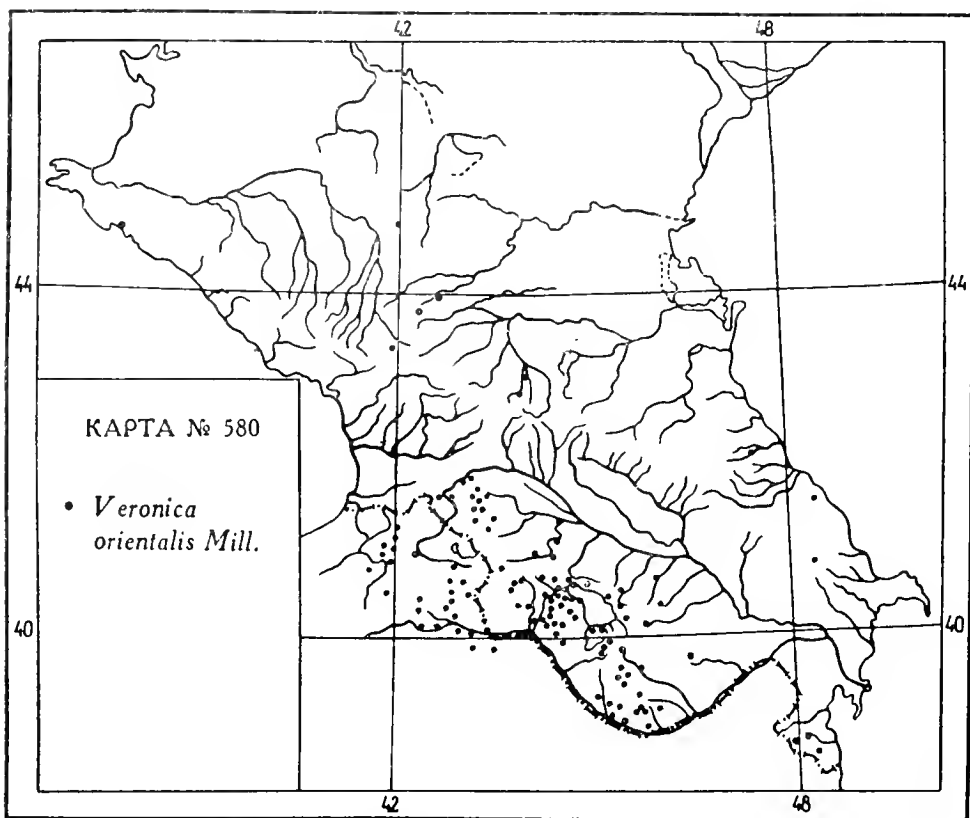 42 48
44 44
КАРТА № 580
• Veronica
orientalis Mill.
40 40
42 48